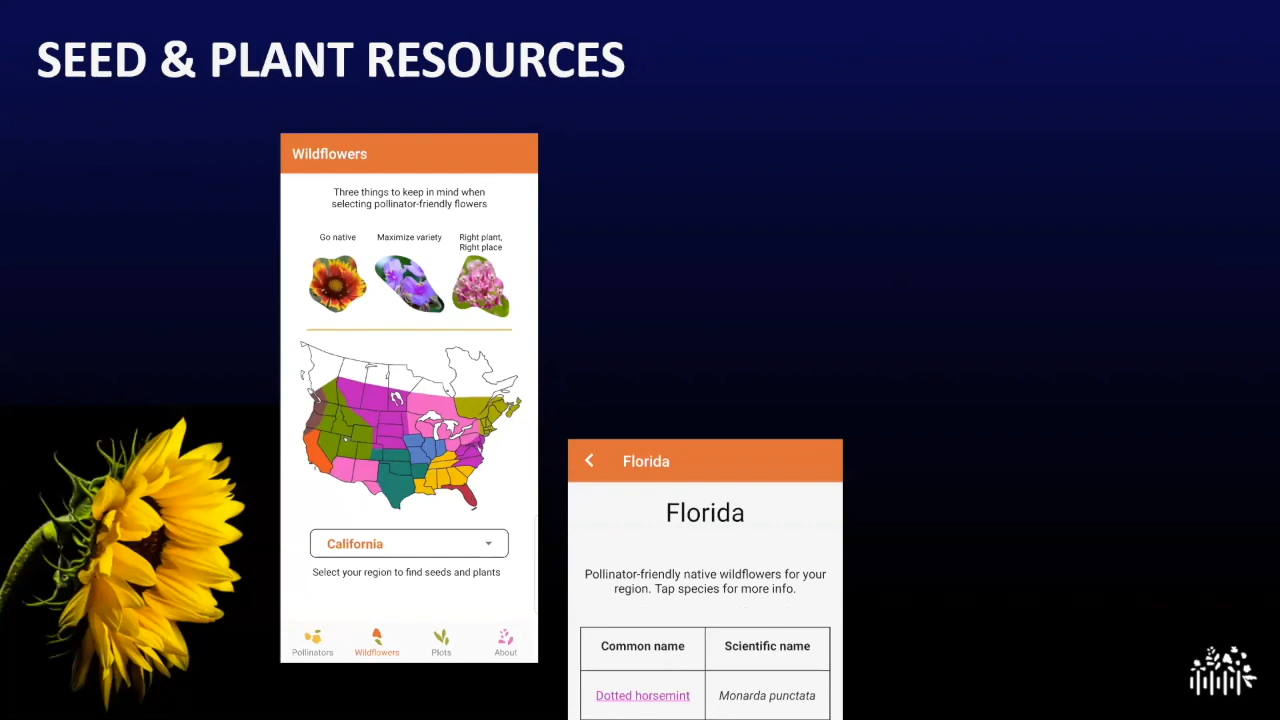 SEED & PLANT RESOURCES
Wildflowers
Three things to keep in mind when
selecting pollinator-friendly flowers
Go native
Maximize variety
Right plant,
Right place
California
Select your region to find seeds and plants
Pollinators
Wildflowers
Plots
About
Florida
Florida
Pollinator-friendly native wildflowers for your
region. Tap species for more info.
Common name
Scientific name
Dotted horsemint
Monarda punctata